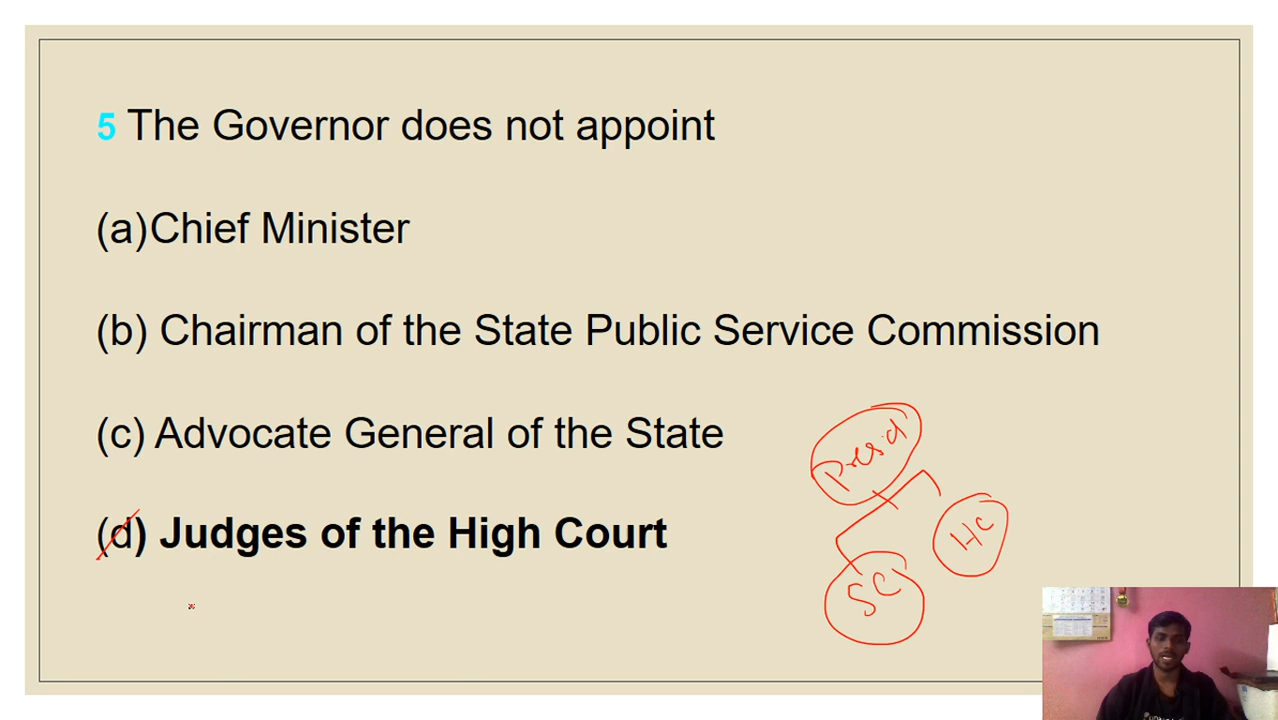 5 The Governor does not appoint
(a)Chief Minister
(b) Chairman of the State Public Service Commission
(c) Advocate General of the State
(d) Judges of the High Court
Presid
H/C
SC